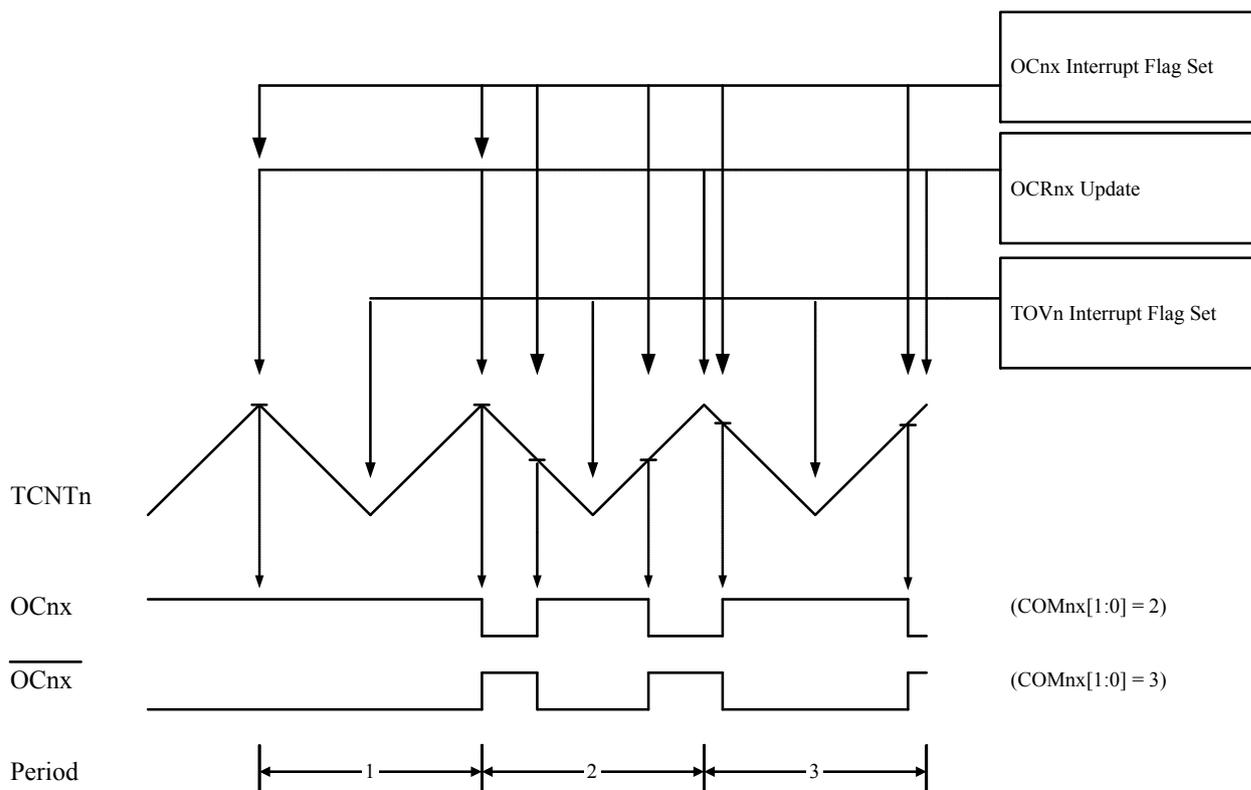 OCnx Interrupt Flag Set
OCRnx Update
TOVn Interrupt Flag Set
TCNTn
OCnx
(COMnx[1:0] = 2)
OCnx
(COMnx[1:0] = 3)
Period
1
2
3